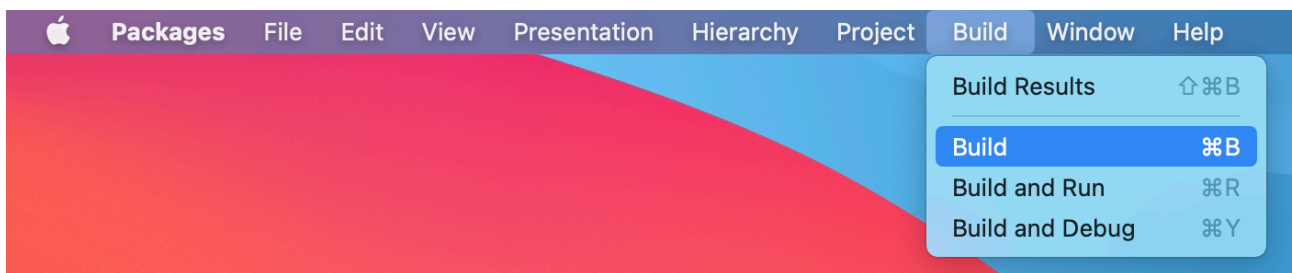 Packages File Edit View Presentation Hierarchy Project Build Window Help
Build Results ⇧⌘B
Build ⌘B
Build and Run ⌘R
Build and Debug ⌘Y